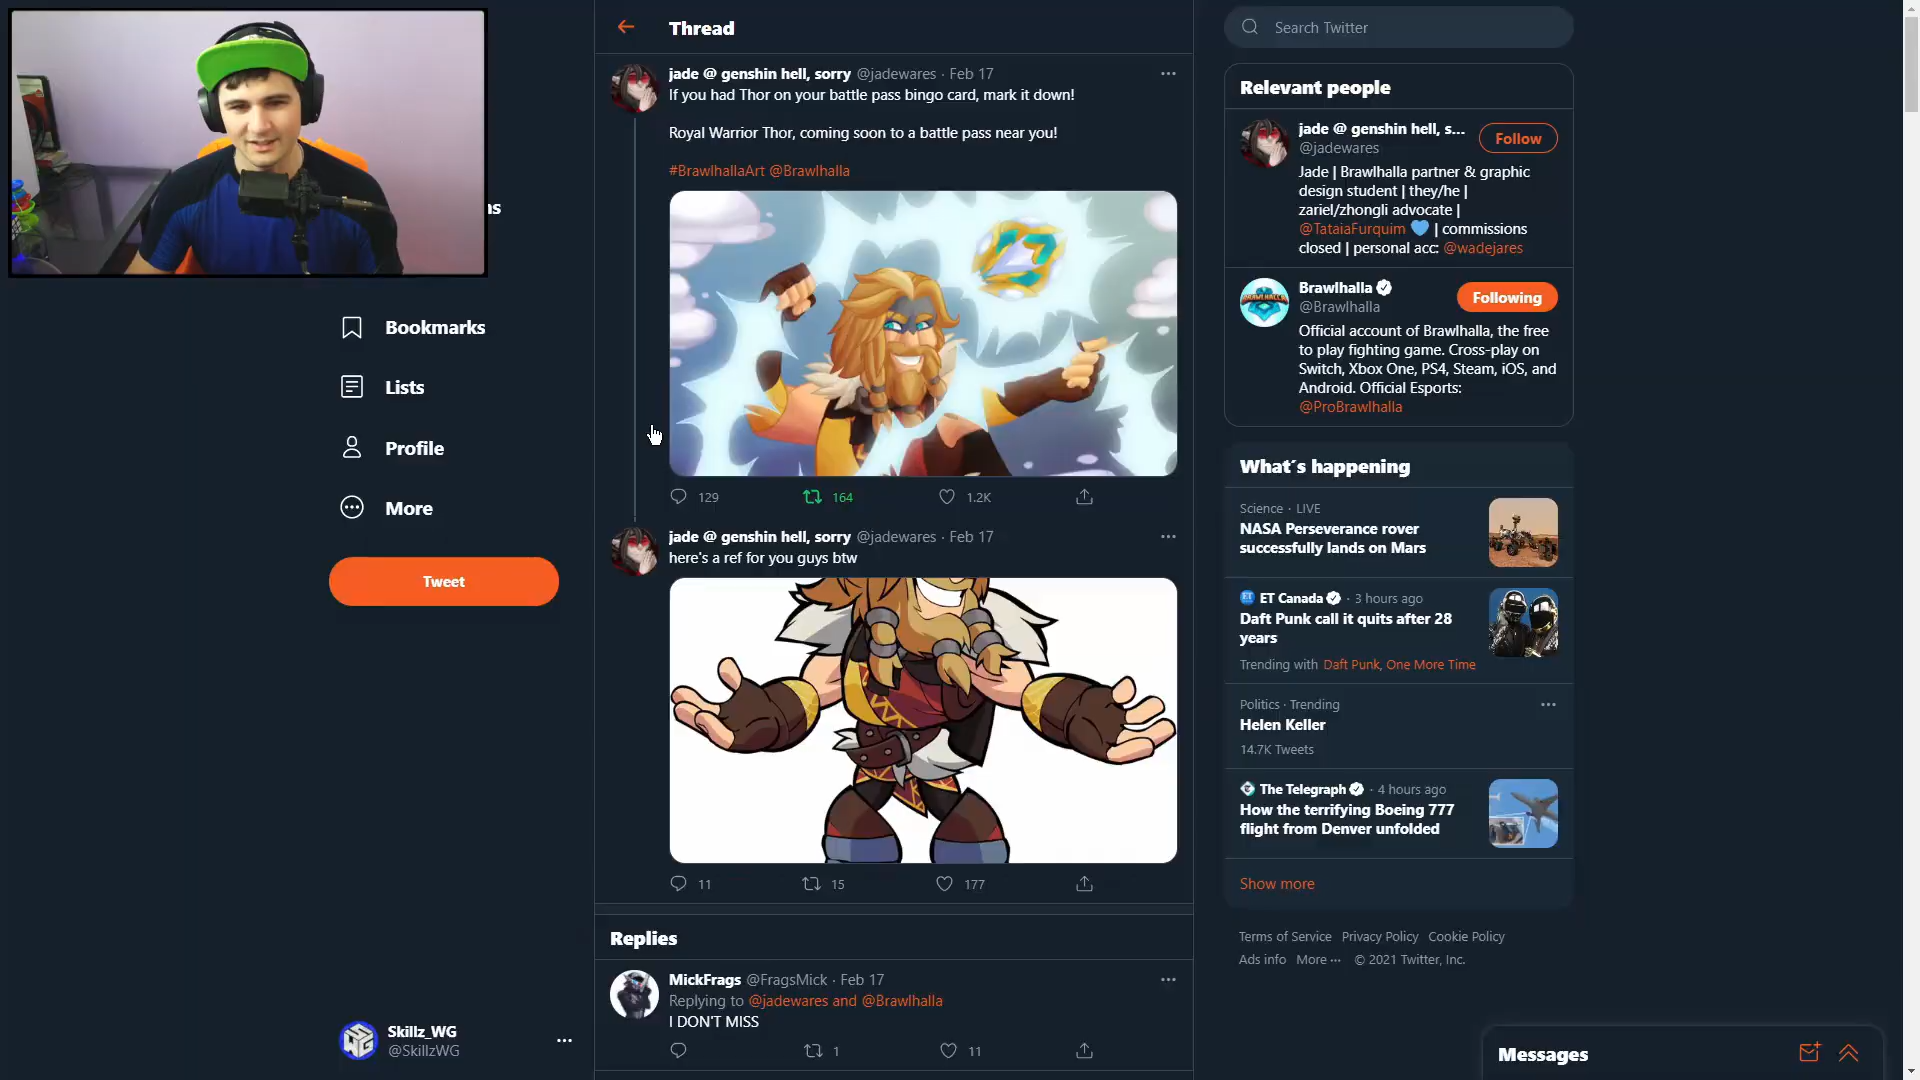 ns
Bookmarks
Lists
Profile
More
Tweet
Skillz_WG
@SkillzWG
Thread
jade @ genshin hell, sorry @jadewares · Feb 17
If you had Thor on your battle pass bingo card, mark it down!
Royal Warrior Thor, coming soon to a battle pass near you!
#BrawlhallaArt @Brawlhalla
129 164 1.2K
jade @ genshin hell, sorry @jadewares · Feb 17
here's a ref for you guys btw
11 15 177
Replies
MickFrags @FragsMick · Feb 17
Replying to @jadewares and @Brawlhalla
I DON'T MISS
1 11
Search Twitter
Relevant people
jade @ genshin hell, s...
@jadewares
Follow
Jade | Brawlhalla partner & graphic
design student | they/he |
zariel/zhongli advocate |
@TataiaFurquim 💙 | commissions
closed | personal acc: @wadejares
BRAWLHALLA
Brawlhalla
@Brawlhalla
Following
Official account of Brawlhalla, the free
to play fighting game. Cross-play on
Switch, Xbox One, PS4, Steam, iOS, and
Android. Official Esports:
@ProBrawlhalla
What's happening
Science · LIVE
NASA Perseverance rover
successfully lands on Mars
ET Canada · 3 hours ago
Daft Punk call it quits after 28
years
Trending with Daft Punk, One More Time
Politics · Trending
Helen Keller
14.7K Tweets
The Telegraph · 4 hours ago
How the terrifying Boeing 777
flight from Denver unfolded
Show more
Terms of Service Privacy Policy Cookie Policy
Ads info More ··· © 2021 Twitter, Inc.
Messages